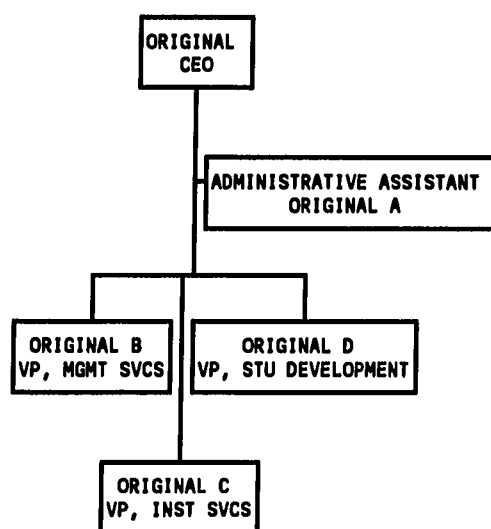 ORIGINAL
CEO
ADMINISTRATIVE ASSISTANT
ORIGINAL A
ORIGINAL B
VP, MGMT SVCS
ORIGINAL D
VP, STU DEVELOPMENT
ORIGINAL C
VP, INST SVCS